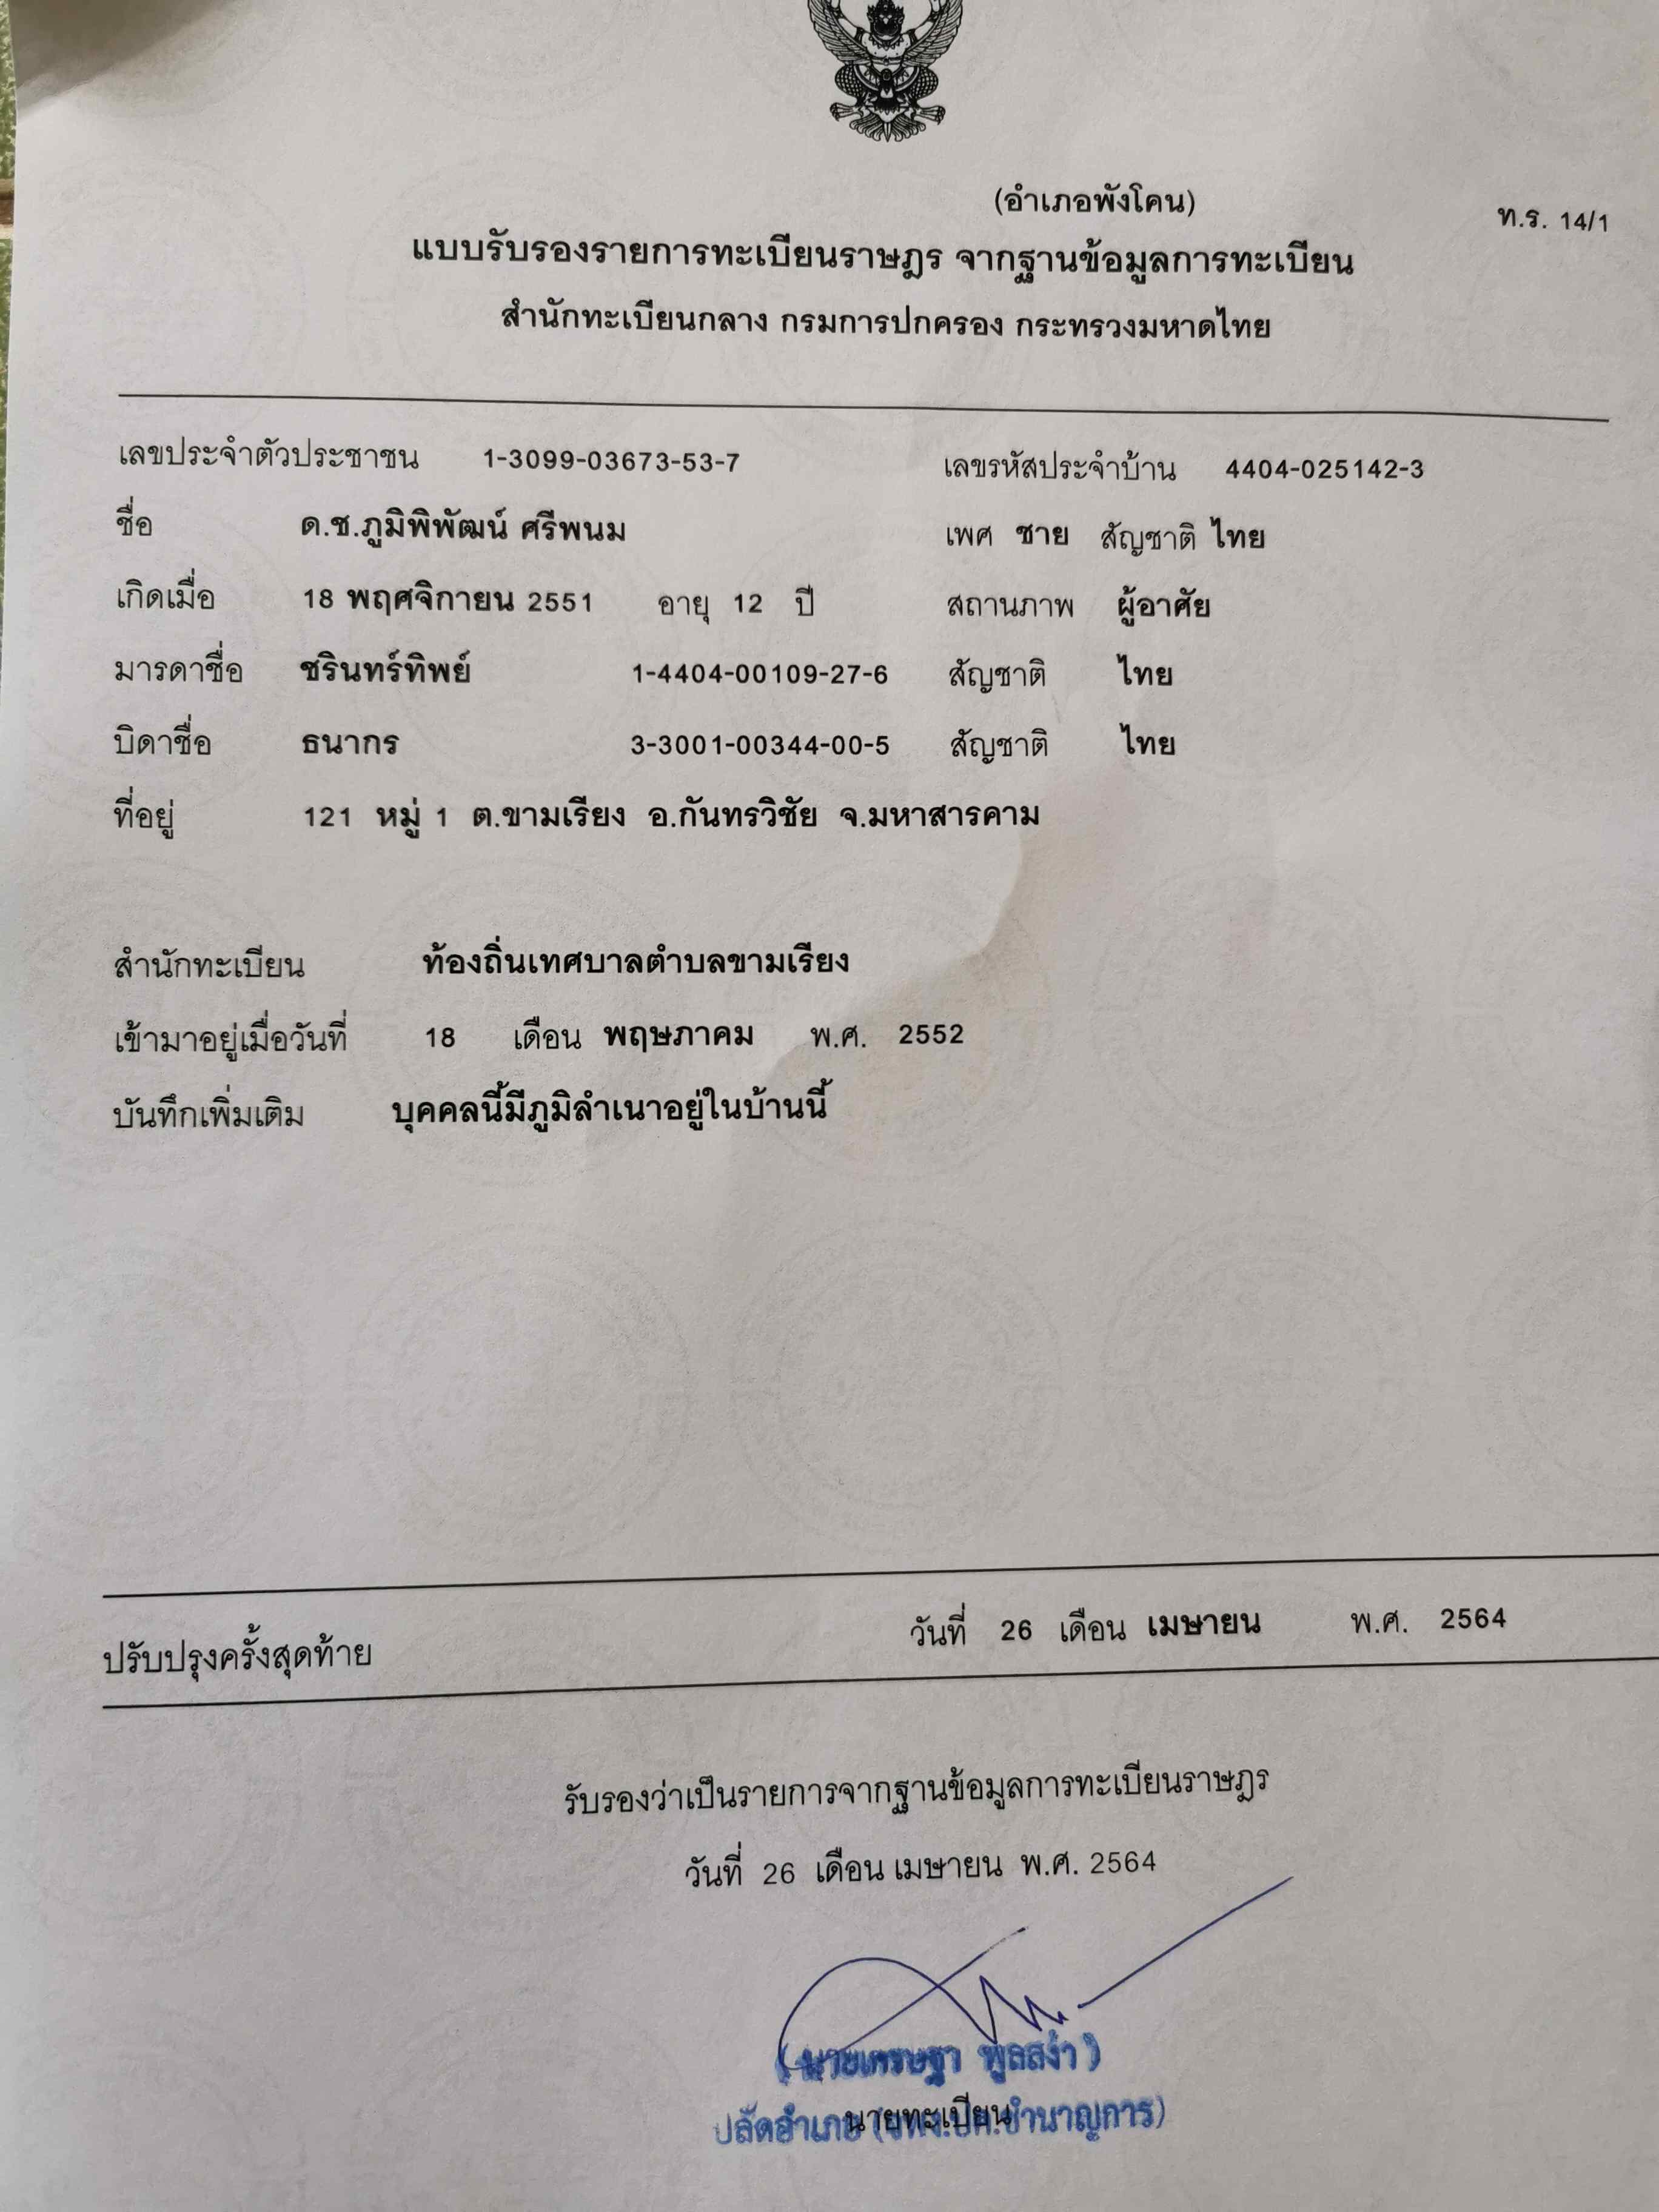 (อำเภอพังโคน)
ท.ร. 14/1
แบบรับรองรายการทะเบียนราษฎร จากฐานข้อมูลการทะเบียน
สำนักทะเบียนกลาง กรมการปกครอง กระทรวงมหาดไทย
เลขประจำตัวประชาชน 1-3099-03673-53-7 เลขรหัสประจำบ้าน 4404-025142-3
ชื่อ ด.ช.ภูมิพิพัฒน์ ศรีพนม เพศ ชาย สัญชาติ ไทย
เกิดเมื่อ 18 พฤศจิกายน 2551 อายุ 12 ปี สถานภาพ ผู้อาศัย
มารดาชื่อ ชรินทร์ทิพย์ 1-4404-00109-27-6 สัญชาติ ไทย
บิดาชื่อ ธนากร 3-3001-00344-00-5 สัญชาติ ไทย
ที่อยู่ 121 หมู่ 1 ต.ขามเรียง อ.กันทรวิชัย จ.มหาสารคาม
สำนักทะเบียน ท้องถิ่นเทศบาลตำบลขามเรียง
เข้ามาอยู่เมื่อวันที่ 18 เดือน พฤษภาคม พ.ศ. 2552
บันทึกเพิ่มเติม บุคคลนี้มีภูมิลำเนาอยู่ในบ้านนี้
ปรับปรุงครั้งสุดท้าย วันที่ 26 เดือน เมษายน พ.ศ. 2564
รับรองว่าเป็นรายการจากฐานข้อมูลการทะเบียนราษฎร
วันที่ 26 เดือน เมษายน พ.ศ. 2564
(นายเศรษฐา พูลสง่า)
นายทะเบียน
ปลัดอำเภอ ชำนาญการ)